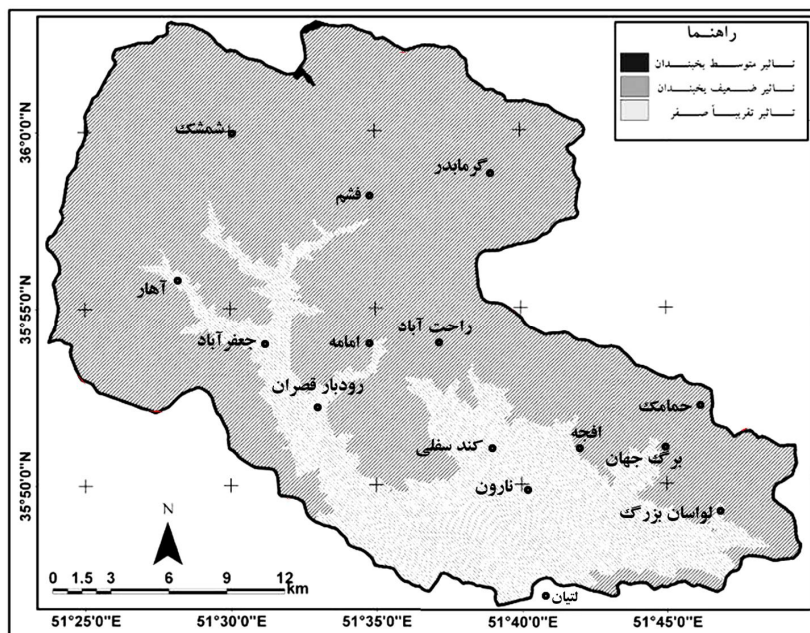 راهنما
تاثیر متوسط یخبندان
تاثیر ضعیف یخبندان
تاثیر تقریباً صفر
36°0'0"N
35°55'0"N
35°50'0"N
شمشک
گرمابدر
فشم
آهار
راحت آباد
امامه
جعفرآباد
رودبار قصران
حمامک
افجه
کند سفلی
برگ جهان
نارون
لواسان بزرگ
لتیان
N
0 1.5 3 6 9 12
km
51°25'0"E 51°30'0"E 51°35'0"E 51°40'0"E 51°45'0"E